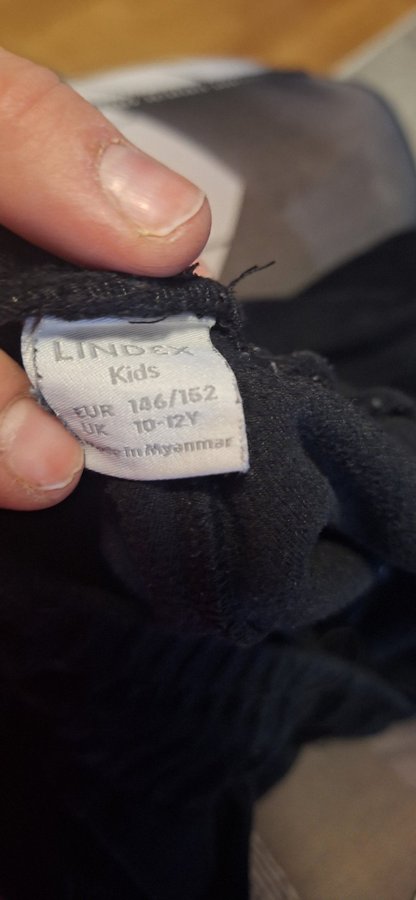 LINDEX
Kids
EUR 146/152
UK 10-12Y
in Myanmar